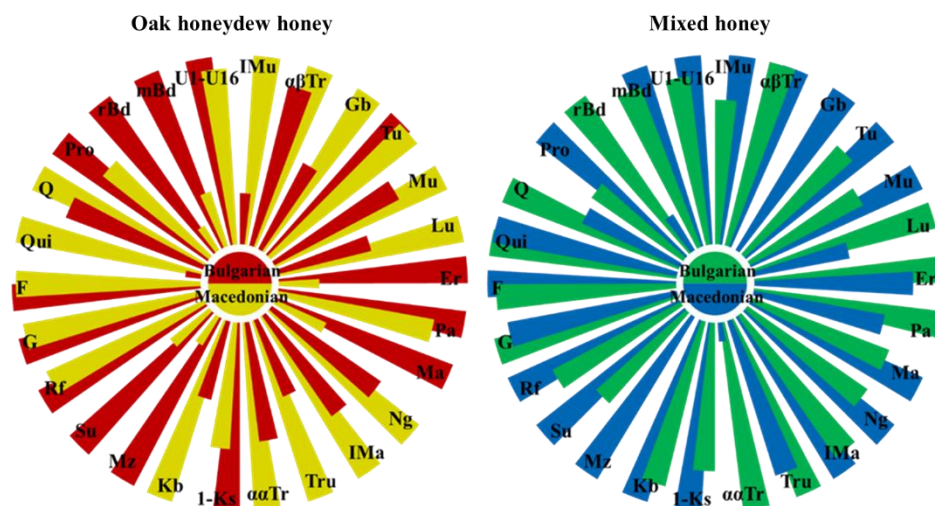 Oak honeydew honey
Mixed honey
IMu
αβTr
Gb
Tu
Mu
Lu
Er
Pa
Ma
Ng
IMa
Tru
ααTr
1-Ks
Kb
Mz
Su
Rf
G
F
Qui
Q
Pro
rBd
mBd
U1-U16
Bulgarian
Macedonian
IMu
αβTr
Gb
Tu
Mu
Lu
Er
Pa
Ma
Ng
IMa
Tru
ααTr
1-Ks
Kb
Mz
Su
Rf
G
F
Qui
Q
Pro
rBd
mBd
U1-U16
Bulgarian
Macedonian